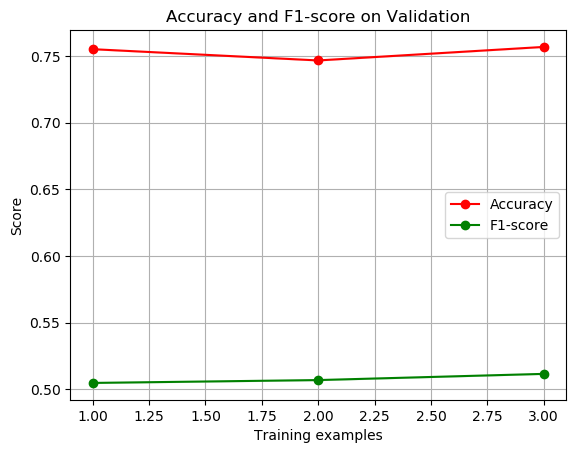 Accuracy and F1-score on Validation
Score
0.75
0.70
0.65
0.60
0.55
0.50
Accuracy
F1-score
1.00 1.25 1.50 1.75 2.00 2.25 2.50 2.75 3.00
Training examples